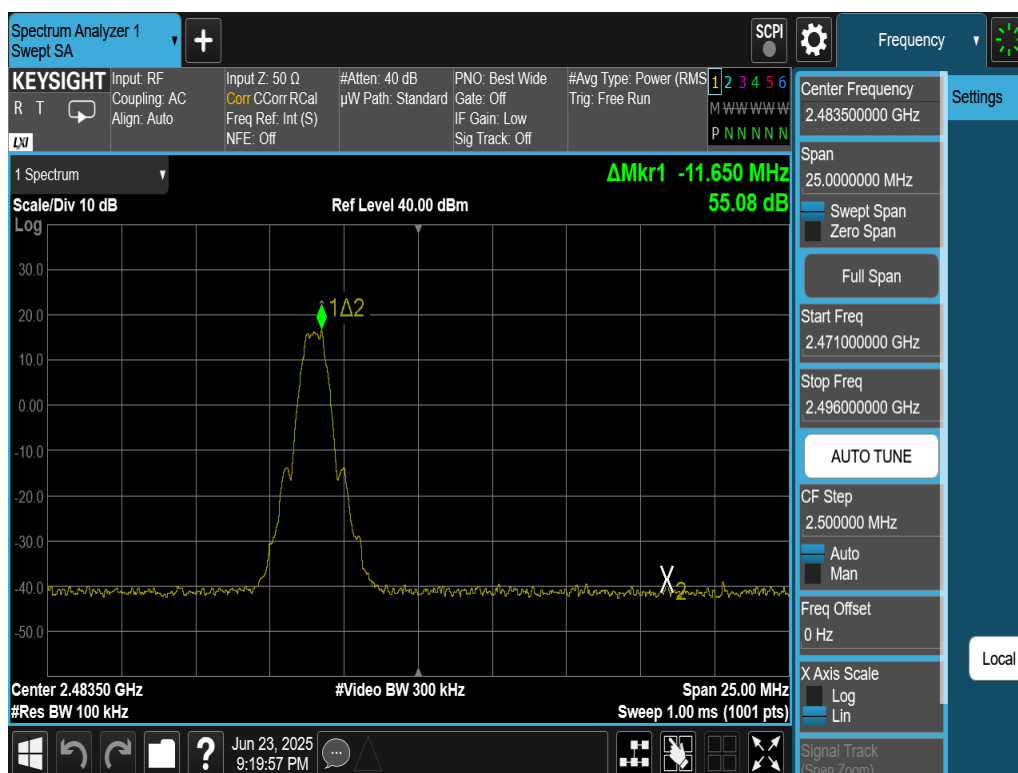 Spectrum Analyzer 1
Swept SA
+
SCPI
Frequency
KEYSIGHT
R T
LXI
Input: RF
Coupling: AC
Align: Auto
Input Z: 50 Ω
Corr CCorr RCal
Freq Ref: Int (S)
NFE: Off
#Atten: 40 dB
µW Path: Standard
PNO: Best Wide
Gate: Off
IF Gain: Low
Sig Track: Off
#Avg Type: Power (RMS
Trig: Free Run
1 2 3 4 5 6
M W W W W W
P N N N N N
1 Spectrum
ΔMkr1 -11.650 MHz
55.08 dB
Scale/Div 10 dB
Ref Level 40.00 dBm
Log
30.0
20.0
10.0
0.00
-10.0
-20.0
-30.0
-40.0
-50.0
1Δ2
X2
Center 2.48350 GHz
#Video BW 300 kHz
Span 25.00 MHz
#Res BW 100 kHz
Sweep 1.00 ms (1001 pts)
?
Jun 23, 2025
9:19:57 PM
Center Frequency
2.483500000 GHz
Settings
Span
25.0000000 MHz
Swept Span
Zero Span
Full Span
Start Freq
2.471000000 GHz
Stop Freq
2.496000000 GHz
AUTO TUNE
CF Step
2.500000 MHz
Auto
Man
Freq Offset
0 Hz
Local
X Axis Scale
Log
Lin
Signal Track
(Span Zoom)